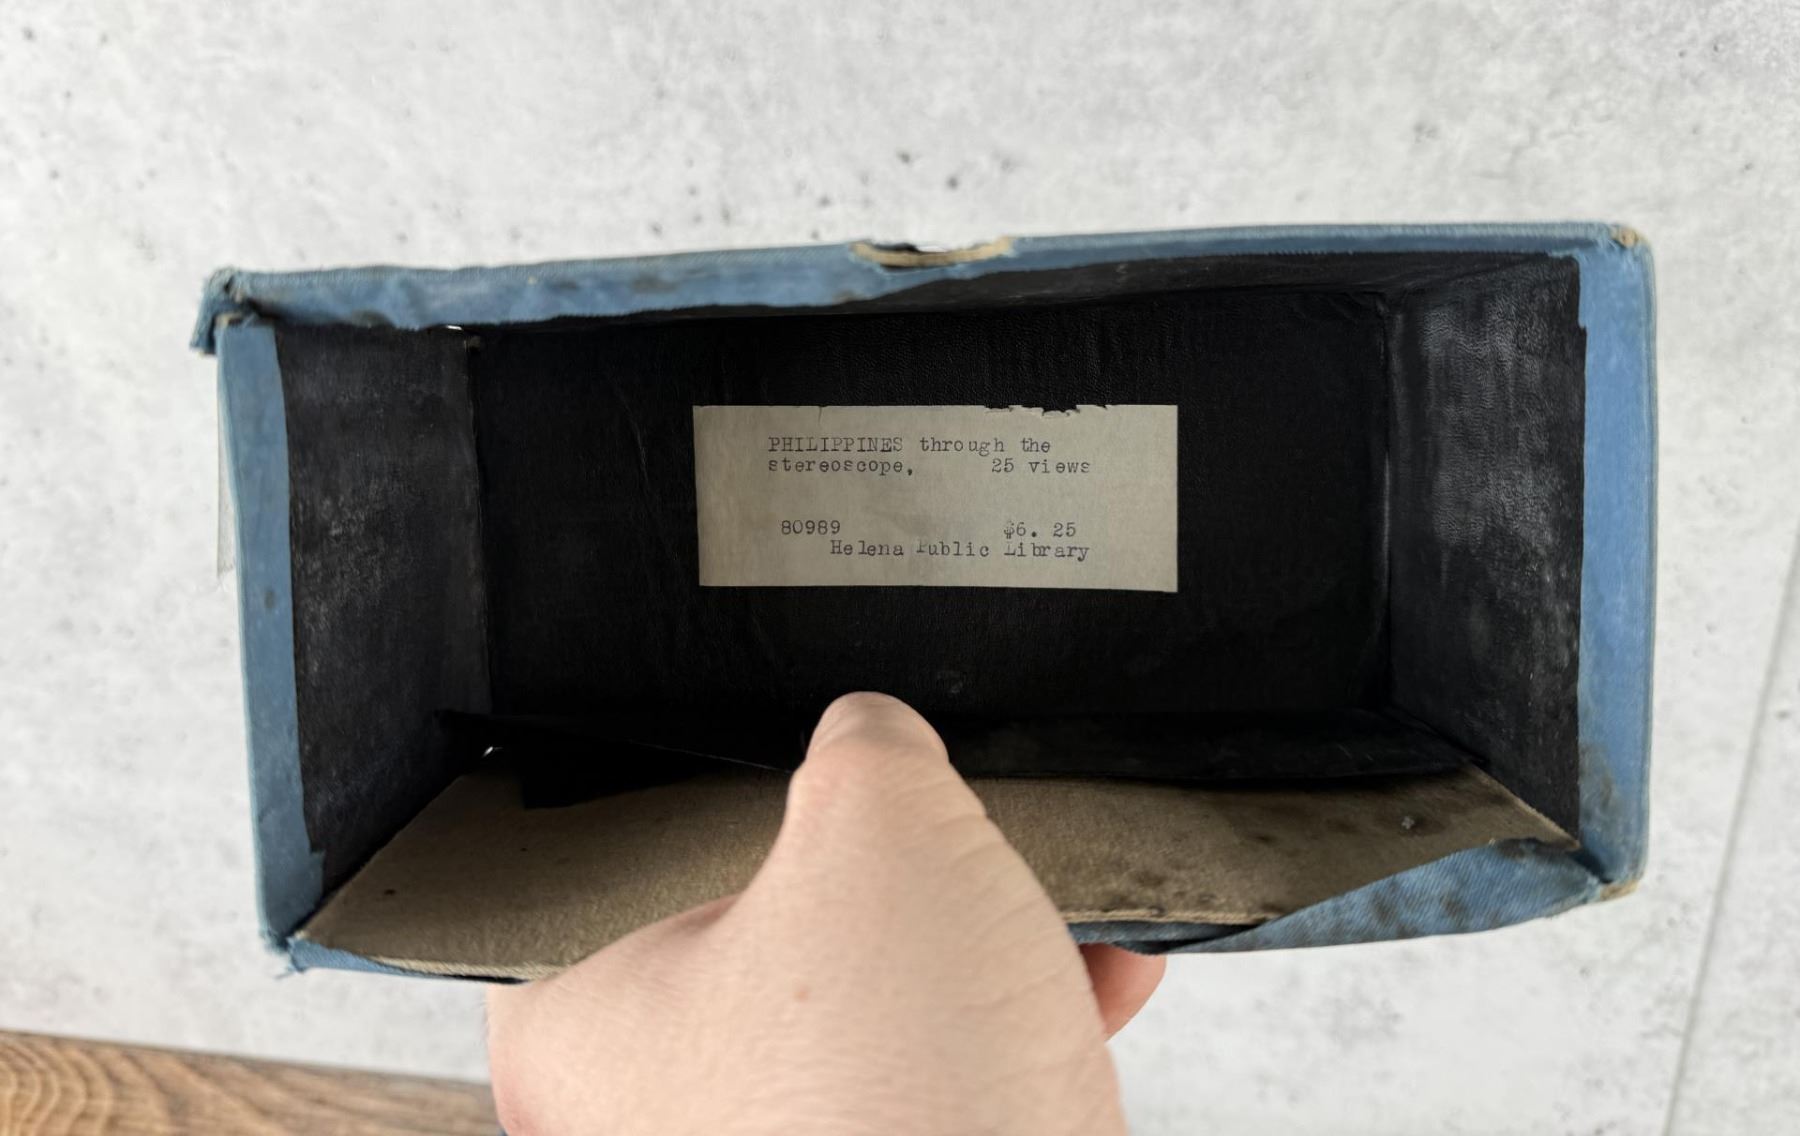 PHILIPPINES through the
stereoscope, 25 views
80989 $6. 25
Helena Public Library